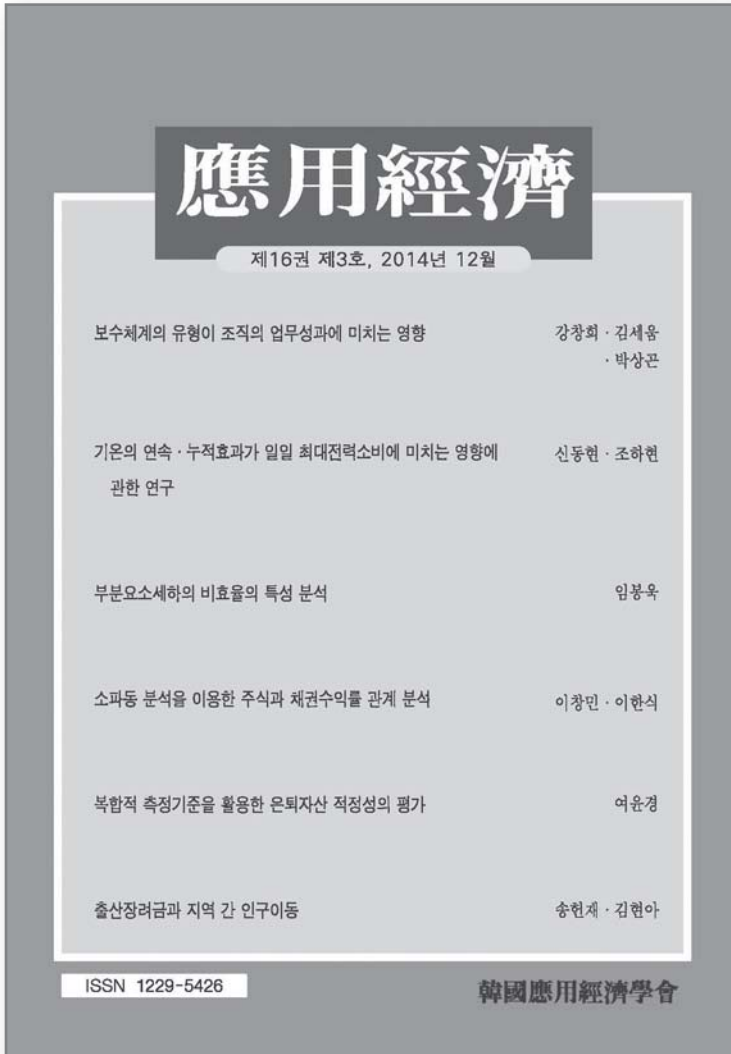 應用經濟
제16권 제3호, 2014년 12월
보수체계의 유형이 조직의 업무성과에 미치는 영향 강창희 · 김세움
· 박상곤
기온의 연속 · 누적효과가 일일 최대전력소비에 미치는 영향에 신동현 · 조하현
관한 연구
부분요소세하의 비효율의 특성 분석 임봉욱
소파동 분석을 이용한 주식과 채권수익률 관계 분석 이창민 · 이한식
복합적 측정기준을 활용한 은퇴자산 적정성의 평가 여윤경
출산장려금과 지역 간 인구이동 송헌재 · 김현아
ISSN 1229-5426
韓國應用經濟學會